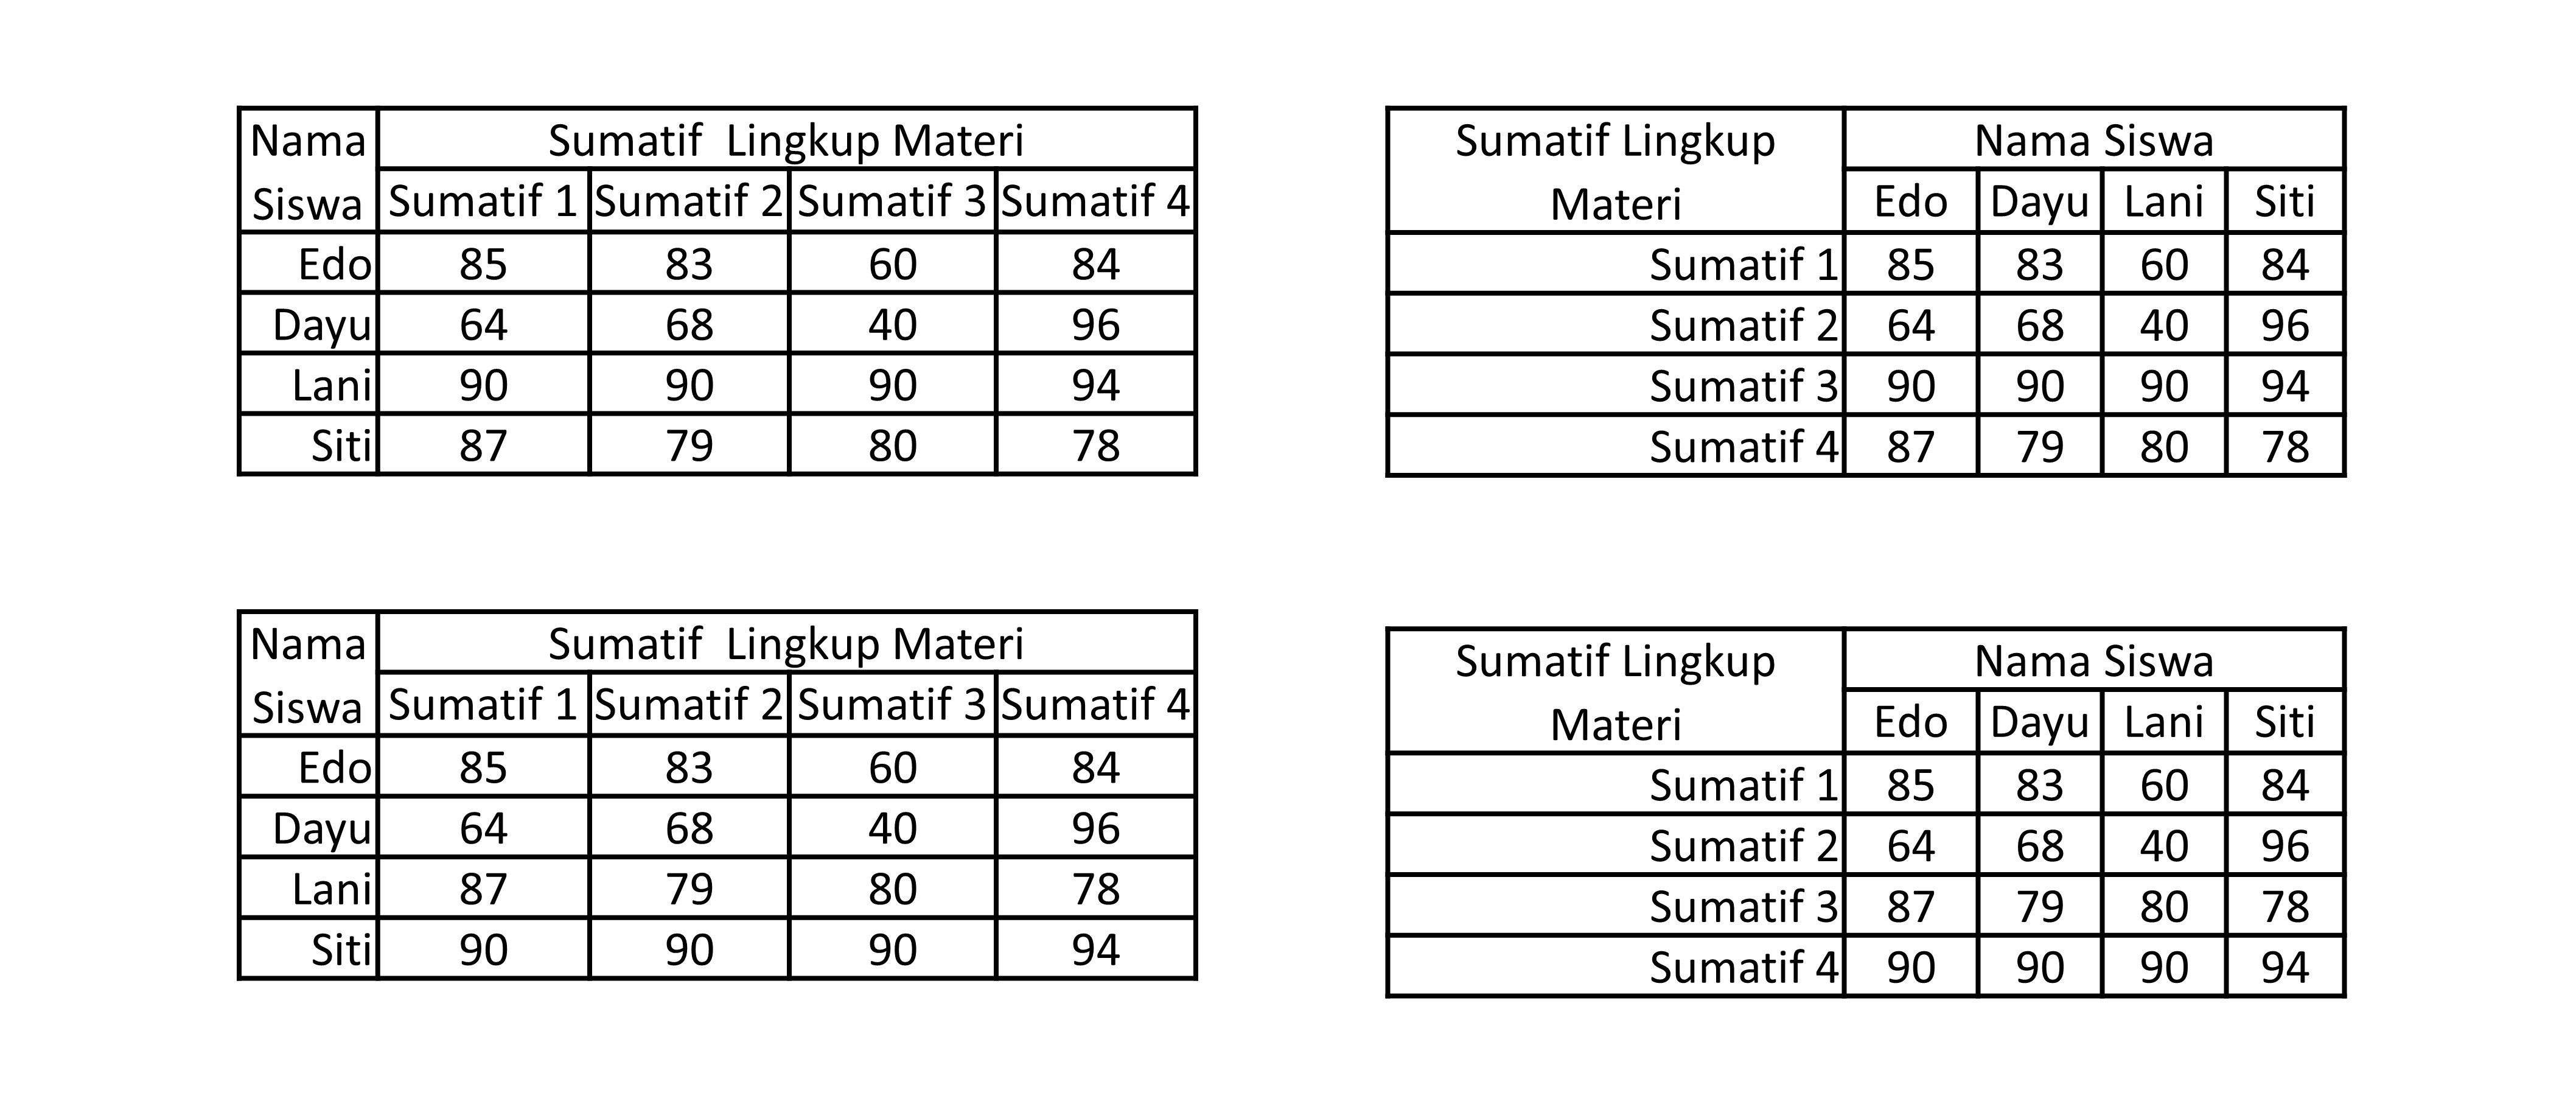 Nama Siswa Sumatif  Lingkup Materi
Sumatif 1 Sumatif 2 Sumatif 3 Sumatif 4
Edo 85 83 60 84
Dayu 64 68 40 96
Lani 90 90 90 94
Siti 87 79 80 78
Sumatif Lingkup Materi Nama Siswa
Edo Dayu Lani Siti
Sumatif 1 85 83 60 84
Sumatif 2 64 68 40 96
Sumatif 3 90 90 90 94
Sumatif 4 87 79 80 78
Nama Siswa Sumatif  Lingkup Materi
Sumatif 1 Sumatif 2 Sumatif 3 Sumatif 4
Edo 85 83 60 84
Dayu 64 68 40 96
Lani 87 79 80 78
Siti 90 90 90 94
Sumatif Lingkup Materi Nama Siswa
Edo Dayu Lani Siti
Sumatif 1 85 83 60 84
Sumatif 2 64 68 40 96
Sumatif 3 87 79 80 78
Sumatif 4 90 90 90 94